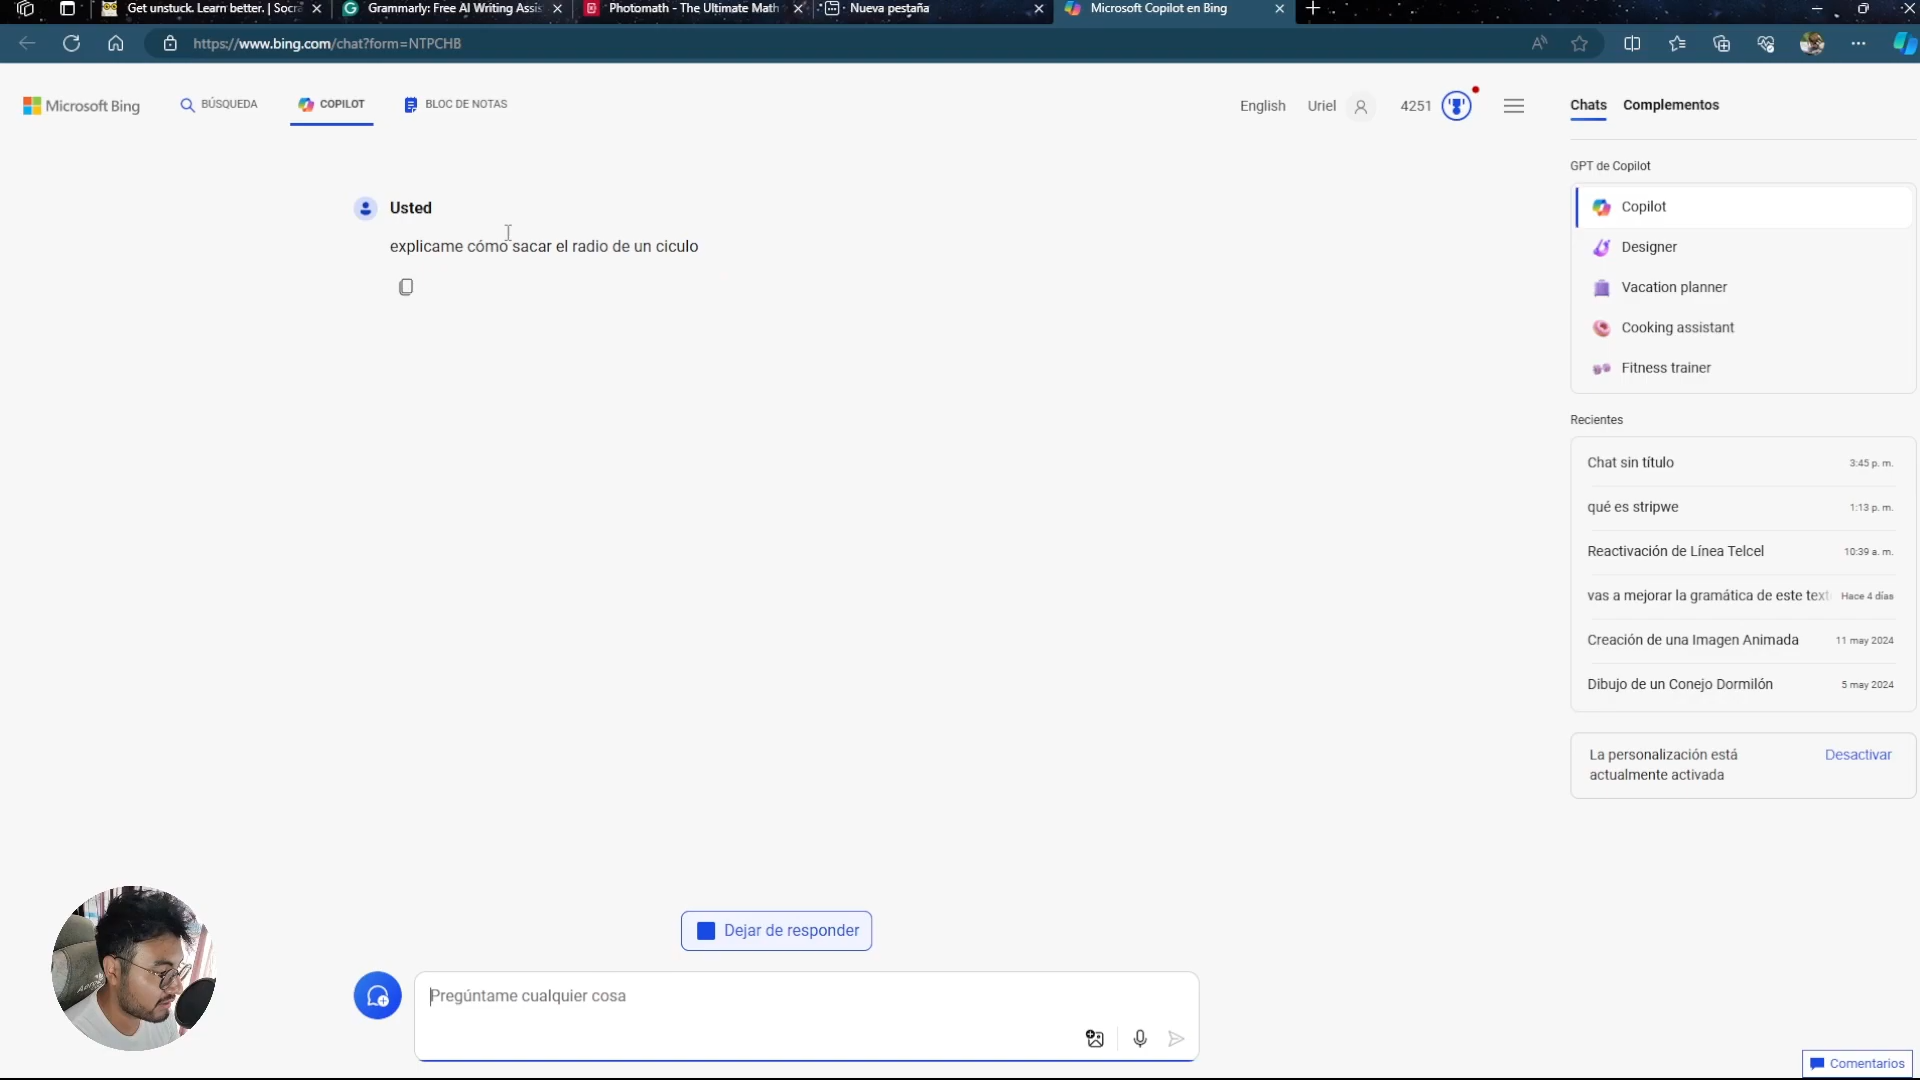 Get unstuck. Learn better. | Socra
Grammarly: Free AI Writing Assis
Photomath - The Ultimate Math
Nueva pestaña
Microsoft Copilot en Bing
https://www.bing.com/chat?form=NTPCHB
Microsoft Bing
BÚSQUEDA
COPILOT
BLOC DE NOTAS
English
Uriel
4251
Chats
Complementos
GPT de Copilot
Copilot
Designer
Vacation planner
Cooking assistant
Fitness trainer
Usted
explicame cómo sacar el radio de un ciculo
Recientes
Chat sin título 3:45 p. m.
qué es stripwe 1:13 p. m.
Reactivación de Línea Telcel 10:39 a. m.
vas a mejorar la gramática de este text Hace 4 días
Creación de una Imagen Animada 11 may 2024
Dibujo de un Conejo Dormilón 5 may 2024
La personalización está
actualmente activada
Desactivar
Dejar de responder
Pregúntame cualquier cosa
Comentarios